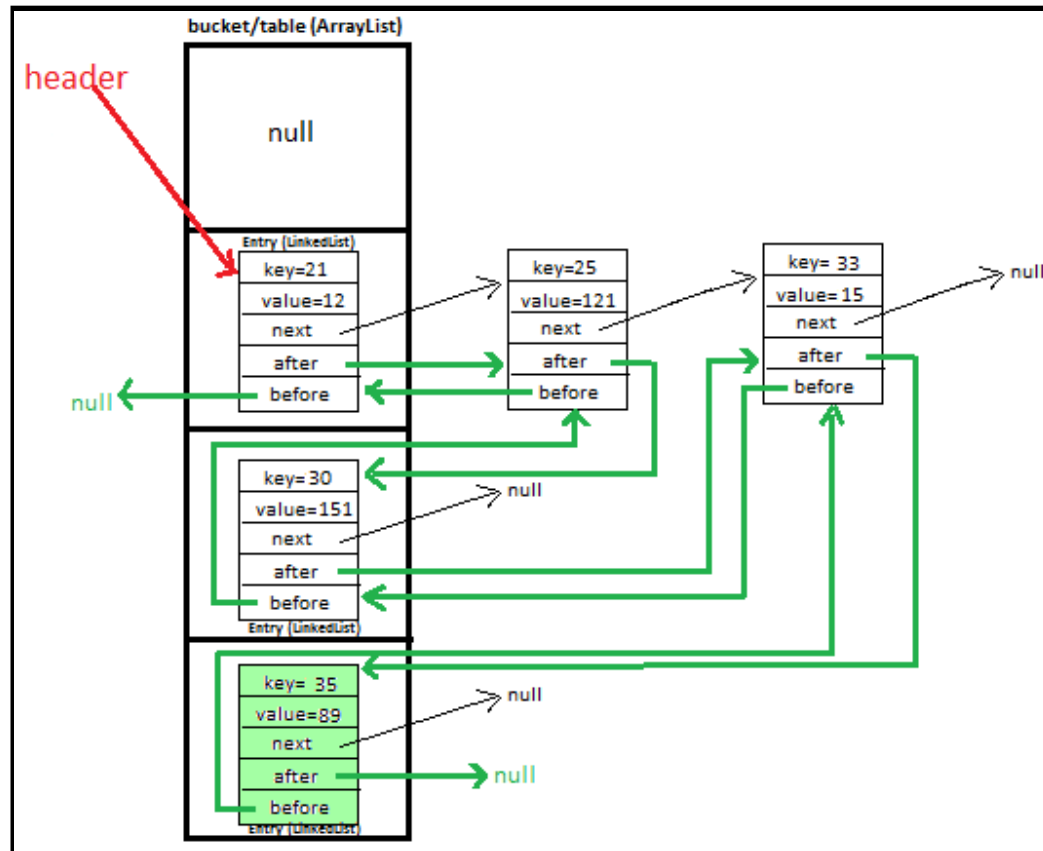 bucket/table (ArrayList)
header
null
Entry (LinkedList)
key=21
value=12
next
after
before
null
key=25
value=121
next
after
before
key= 33
value= 15
next
after
before
null
key= 30
value=151
next
after
before
Entry (LinkedList)
null
key= 35
value=89
next
after
before
Entry (LinkedList)
null
null